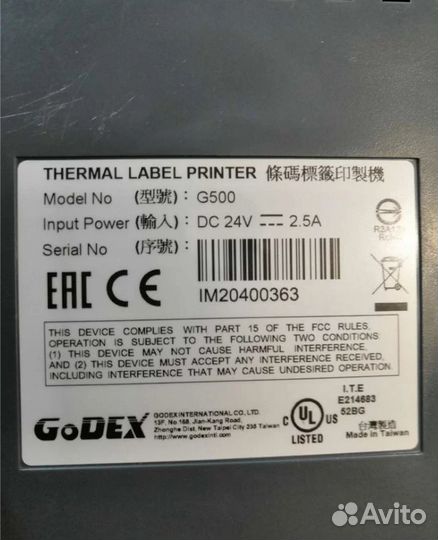 THERMAL LABEL PRINTER 條碼標籤印製機
Model No (型號): G500
Input Power (輸入): DC 24V 2.5A
Serial No (序號):
IM20400363
EAC CE
THIS DEVICE COMPLIES WITH PART 15 OF THE FCC RULES.
OPERATION IS SUBJECT TO THE FOLLOWING TWO CONDITIONS:
(1) THIS DEVICE MAY NOT CAUSE HARMFUL INTERFERENCE,
AND (2) THIS DEVICE MUST ACCEPT ANY INTERFERENCE RECEIVED,
INCLUDING INTERFERENCE THAT MAY CAUSE UNDESIRED OPERATION.
GoDEX
GODEXINTERNATIONAL CO.,LTD.
13F, No.168, Jian-Kang Road,
Zhonghe Dist. New Taipei City 235 Taiwan
www.godexintl.com
C UL US
LISTED
I.T.E
E214683
52BG
台灣製造
Made in Taiwan
Avito